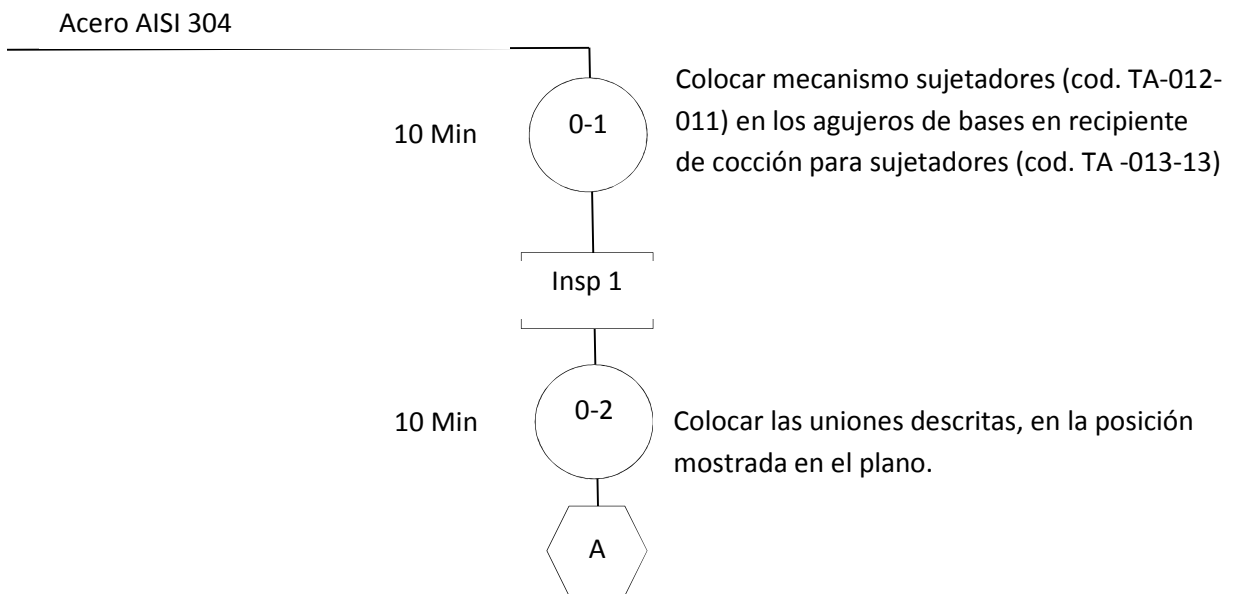 Acero AISI 304
10 Min
0-1
Colocar mecanismo sujetadores (cod. TA-012-
011) en los agujeros de bases en recipiente
de cocción para sujetadores (cod. TA -013-13)
Insp 1
10 Min
0-2
Colocar las uniones descritas, en la posición
mostrada en el plano.
A